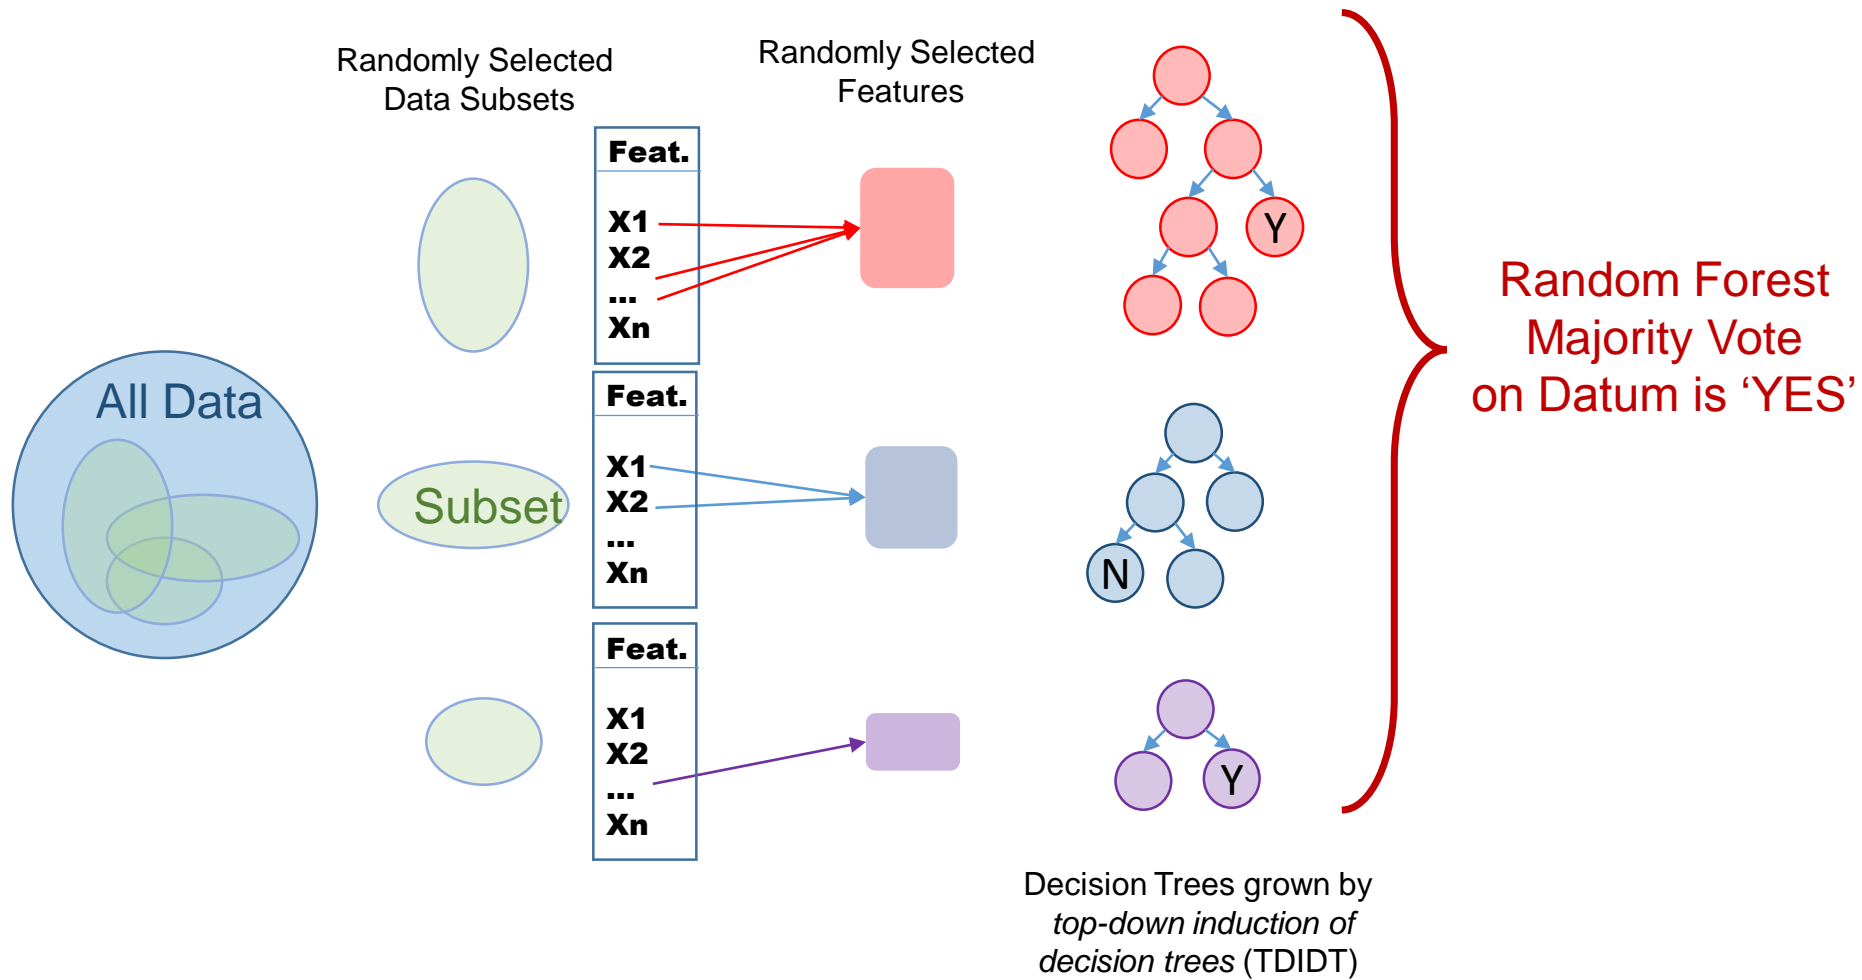 Randomly Selected
Data Subsets
Randomly Selected
Features
All Data
Subset
Feat.
X1
X2
...
Xn
Feat.
X1
X2
...
Xn
Feat.
X1
X2
...
Xn
Y
N
Y
Decision Trees grown by
top-down induction of
decision trees (TDIDT)
Random Forest
Majority Vote
on Datum is ‘YES’